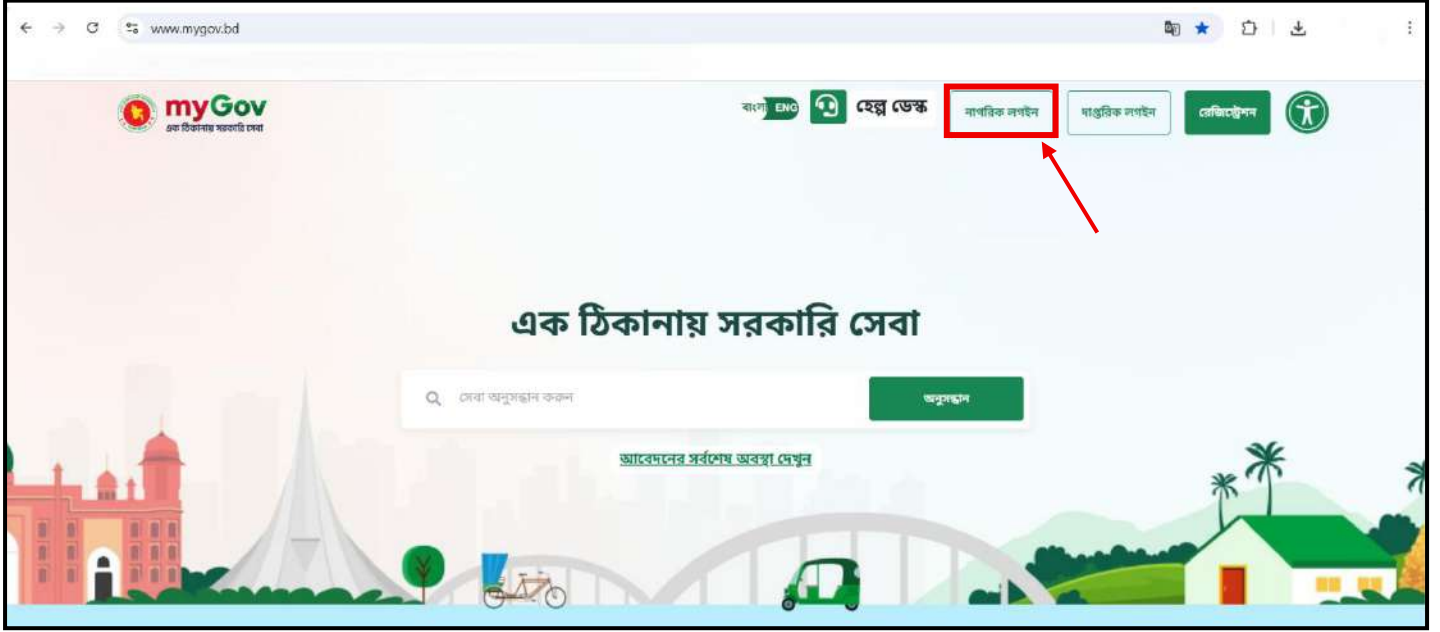 www.mygov.bd
myGov
এক ঠিকানায় সরকারি সেবা
বাংলা ENG
হেল্প ডেস্ক
নাগরিক লগইন
দাপ্তরিক লগইন
রেজিস্ট্রেশন
এক ঠিকানায় সরকারি সেবা
সেবা অনুসন্ধান করুন
অনুসন্ধান
আবেদনের সর্বশেষ অবস্থা দেখুন